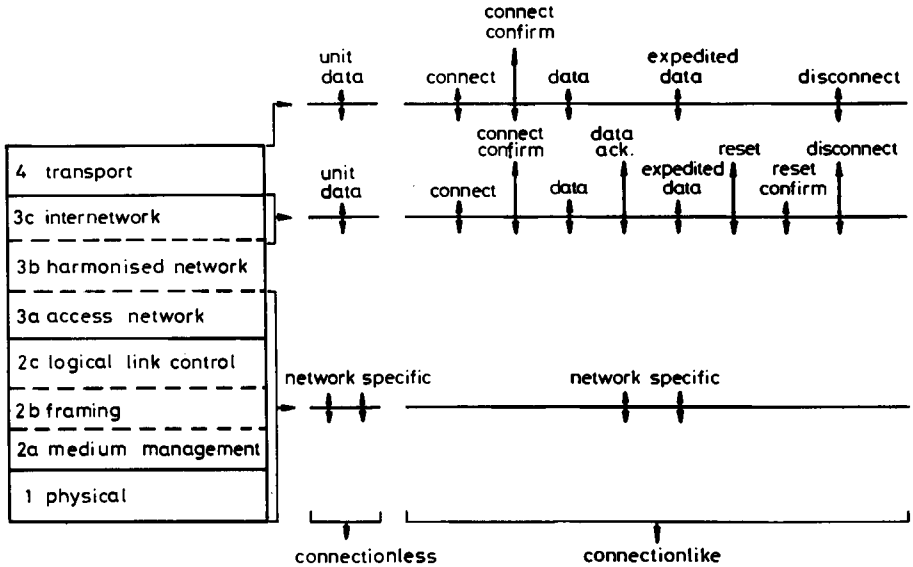 connect
confirm
unit
data
connect
data
expedited
data
disconnect
connect
confirm
data
ack.
reset
disconnect
unit
data
connect
data
expedited
data
reset
confirm
4 transport
3c internetwork
3b harmonised network
3a access network
2c logical link control
2b framing
2a medium management
1 physical
network specific
network specific
connectionless
connectionlike